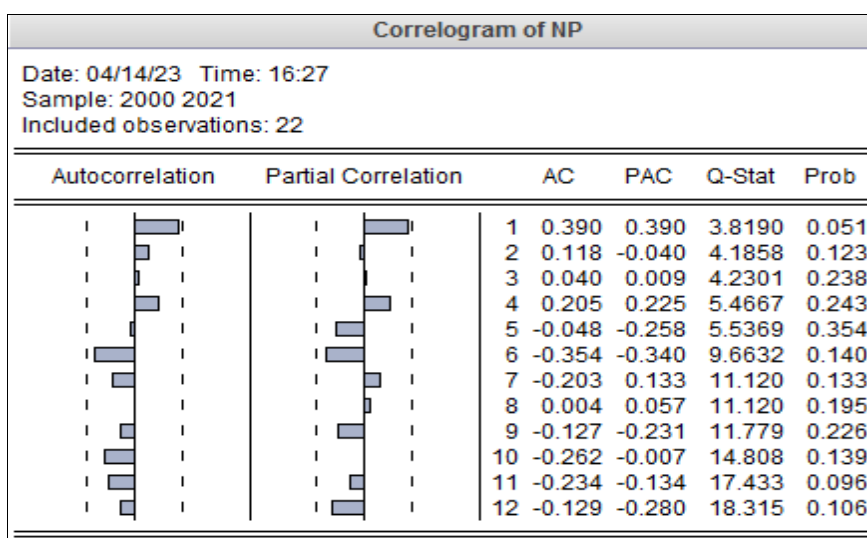 Correlogram of NP
Date: 04/14/23 Time: 16:27
Sample: 2000 2021
Included observations: 22
Autocorrelation Partial Correlation AC PAC Q-Stat Prob
1 0.390 0.390 3.8190 0.051
2 0.118 -0.040 4.1858 0.123
3 0.040 0.009 4.2301 0.238
4 0.205 0.225 5.4667 0.243
5 -0.048 -0.258 5.5369 0.354
6 -0.354 -0.340 9.6632 0.140
7 -0.203 0.133 11.120 0.133
8 0.004 0.057 11.120 0.195
9 -0.127 -0.231 11.779 0.226
10 -0.262 -0.007 14.808 0.139
11 -0.234 -0.134 17.433 0.096
12 -0.129 -0.280 18.315 0.106